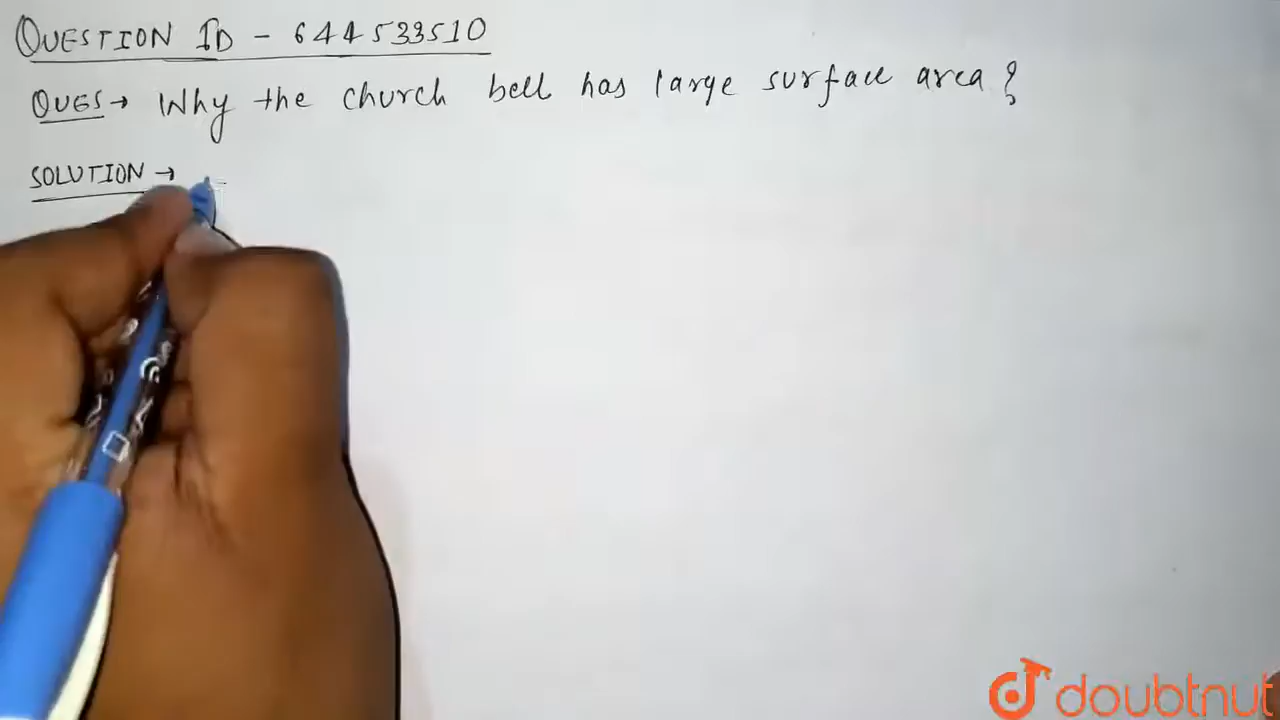 QUESTION ID - 644533510
QUES → Why the church bell has large surface area ?
SOLUTION →
doubtnut